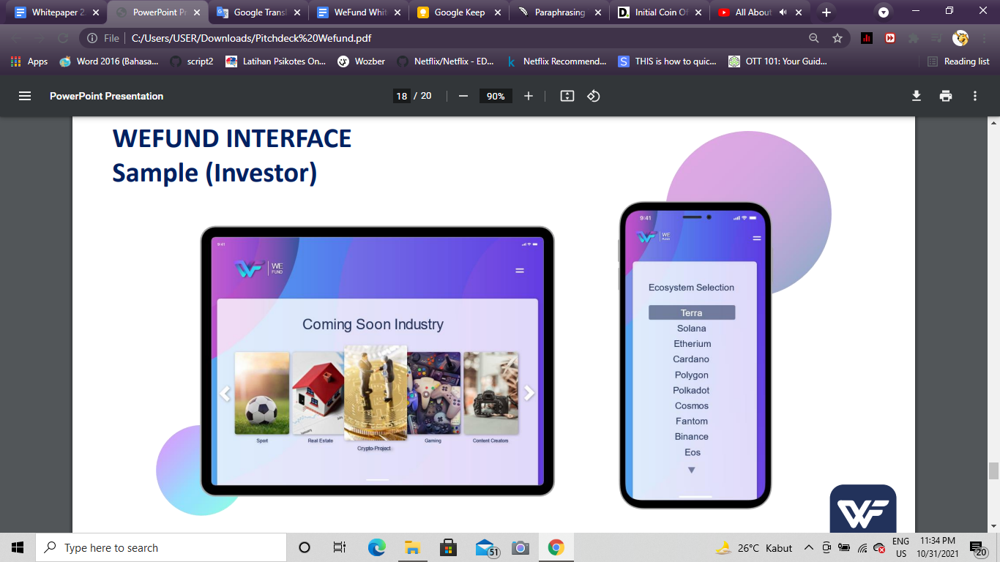 Whitepaper 2
PowerPoint Pr
Google Transl
WeFund Whit
Google Keep
Paraphrasing
Initial Coin Of
All About
File
C:/Users/USER/Downloads/Pitchdeck%20Wefund.pdf
Apps
Word 2016 (Bahasa...
script2
Latihan Psikotes On...
Wozber
Netflix/Netflix - ED...
Netflix Recommend...
THIS is how to quic...
OTT 101: Your Guid...
Reading list
PowerPoint Presentation
18 / 20
90%
WEFUND INTERFACE
Sample (Investor)
9:41
WE
FUND
Coming Soon Industry
Sport
Real Estate
Crypto-Project
Gaming
Content Creators
9:41
WE
FUND
Ecosystem Selection
Terra
Solana
Etherium
Cardano
Polygon
Polkadot
Cosmos
Fantom
Binance
Eos
WF
Type here to search
51
26°C Kabut
ENG
US
11:34 PM
10/31/2021
20